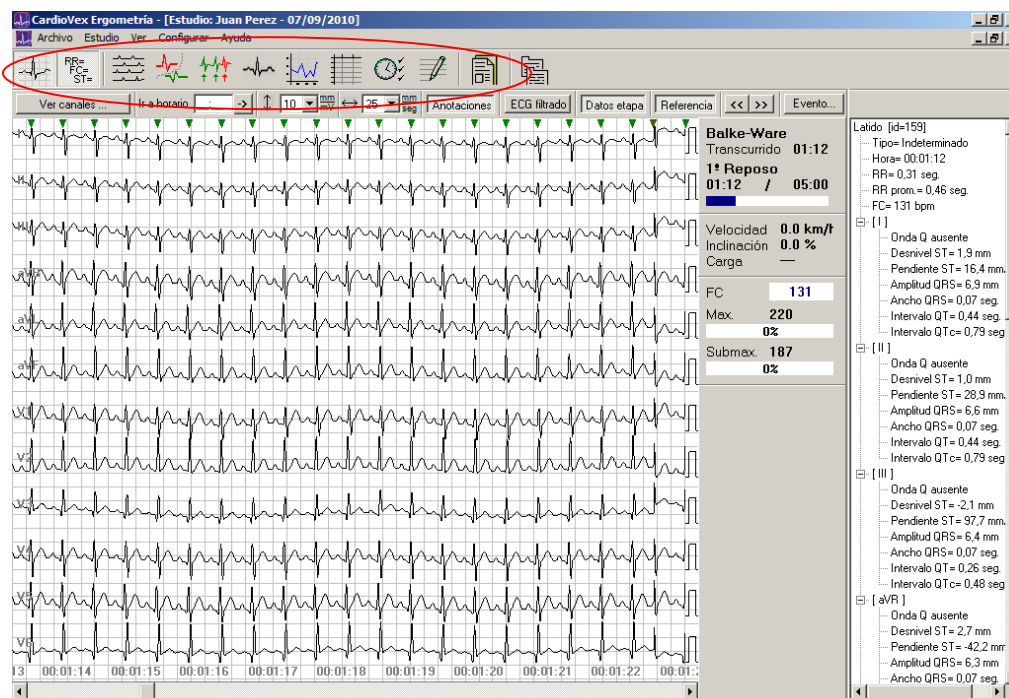 CardioVex Ergometría - [Estudio: Juan Perez - 07/09/2010]
Archivo Estudio Ver Configurar Ayuda
RR=
FC=
ST=
Ver canales ... Ir a horario : -> 10 mm mV 25 mm seg Anotaciones ECG filtrado Datos etapa Referencia << >> Evento...
I
II
III
aVR
aVL
aVF
V1
V2
V3
V4
V5
V6
13 00:01:14 00:01:15 00:01:16 00:01:17 00:01:18 00:01:19 00:01:20 00:01:21 00:01:22 00:01:2
Balke-Ware
Transcurrido 01:12
1º Reposo
01:12 / 05:00
Velocidad 0.0 km/h
Inclinación 0.0 %
Carga —
FC 131
Max. 220
0%
Submax. 187
0%
Latido [id=159]
Tipo= Indeterminado
Hora= 00:01:12
RR= 0,31 seg.
RR prom.= 0,46 seg.
FC= 131 bpm
[ I ]
Onda Q ausente
Desnivel ST= 1,9 mm
Pendiente ST= 16,4 mm.
Amplitud QRS= 6,9 mm
Ancho QRS= 0,07 seg.
Intervalo QT= 0,44 seg.
Intervalo QTc= 0,79 seg
[ II ]
Onda Q ausente
Desnivel ST= 1,0 mm
Pendiente ST= 28,9 mm.
Amplitud QRS= 6,6 mm
Ancho QRS= 0,07 seg.
Intervalo QT= 0,44 seg.
Intervalo QTc= 0,79 seg
[ III ]
Onda Q ausente
Desnivel ST= -2,1 mm
Pendiente ST= 97,7 mm.
Amplitud QRS= 6,4 mm
Ancho QRS= 0,07 seg.
Intervalo QT= 0,26 seg.
Intervalo QTc= 0,48 seg
[ aVR ]
Onda Q ausente
Desnivel ST= 2,7 mm
Pendiente ST= -42,2 mm
Amplitud QRS= 6,3 mm
Ancho QRS= 0,07 seg.